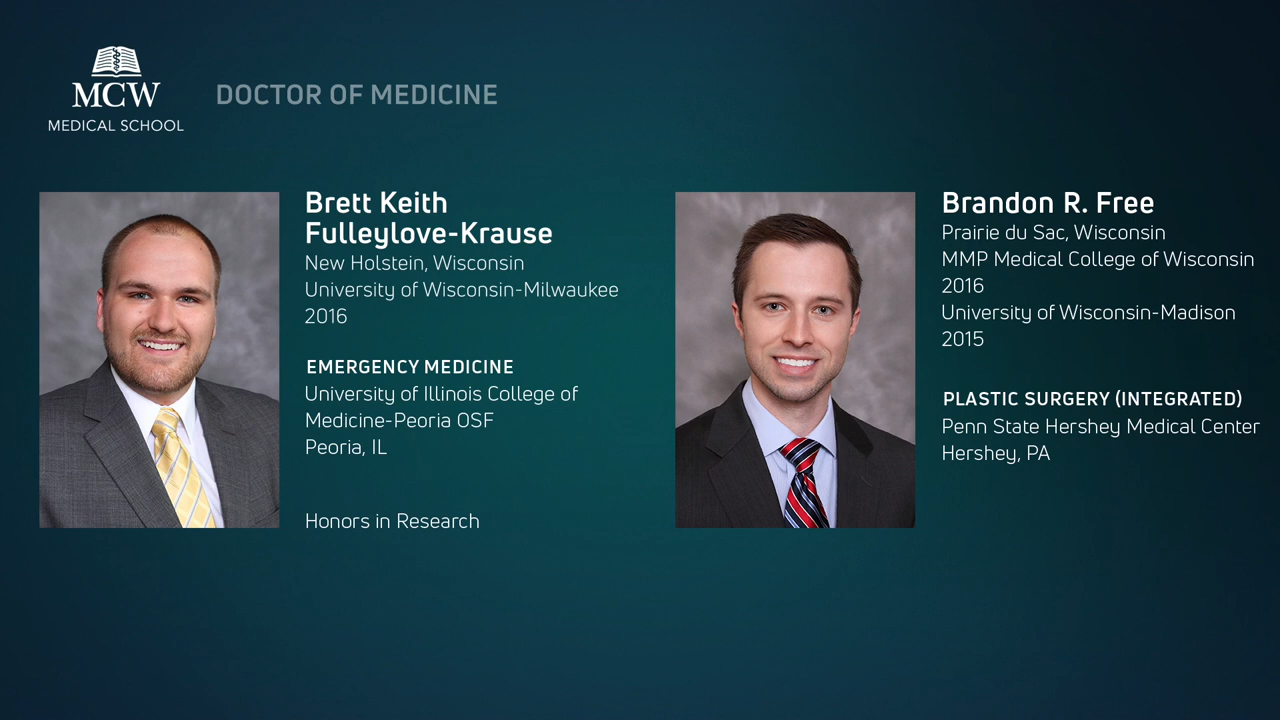 MCW
MEDICAL SCHOOL
DOCTOR OF MEDICINE
Brett Keith
Fulleylove-Krause
New Holstein, Wisconsin
University of Wisconsin-Milwaukee
2016
EMERGENCY MEDICINE
University of Illinois College of
Medicine-Peoria OSF
Peoria, IL
Honors in Research
Brandon R. Free
Prairie du Sac, Wisconsin
MMP Medical College of Wisconsin
2016
University of Wisconsin-Madison
2015
PLASTIC SURGERY (INTEGRATED)
Penn State Hershey Medical Center
Hershey, PA